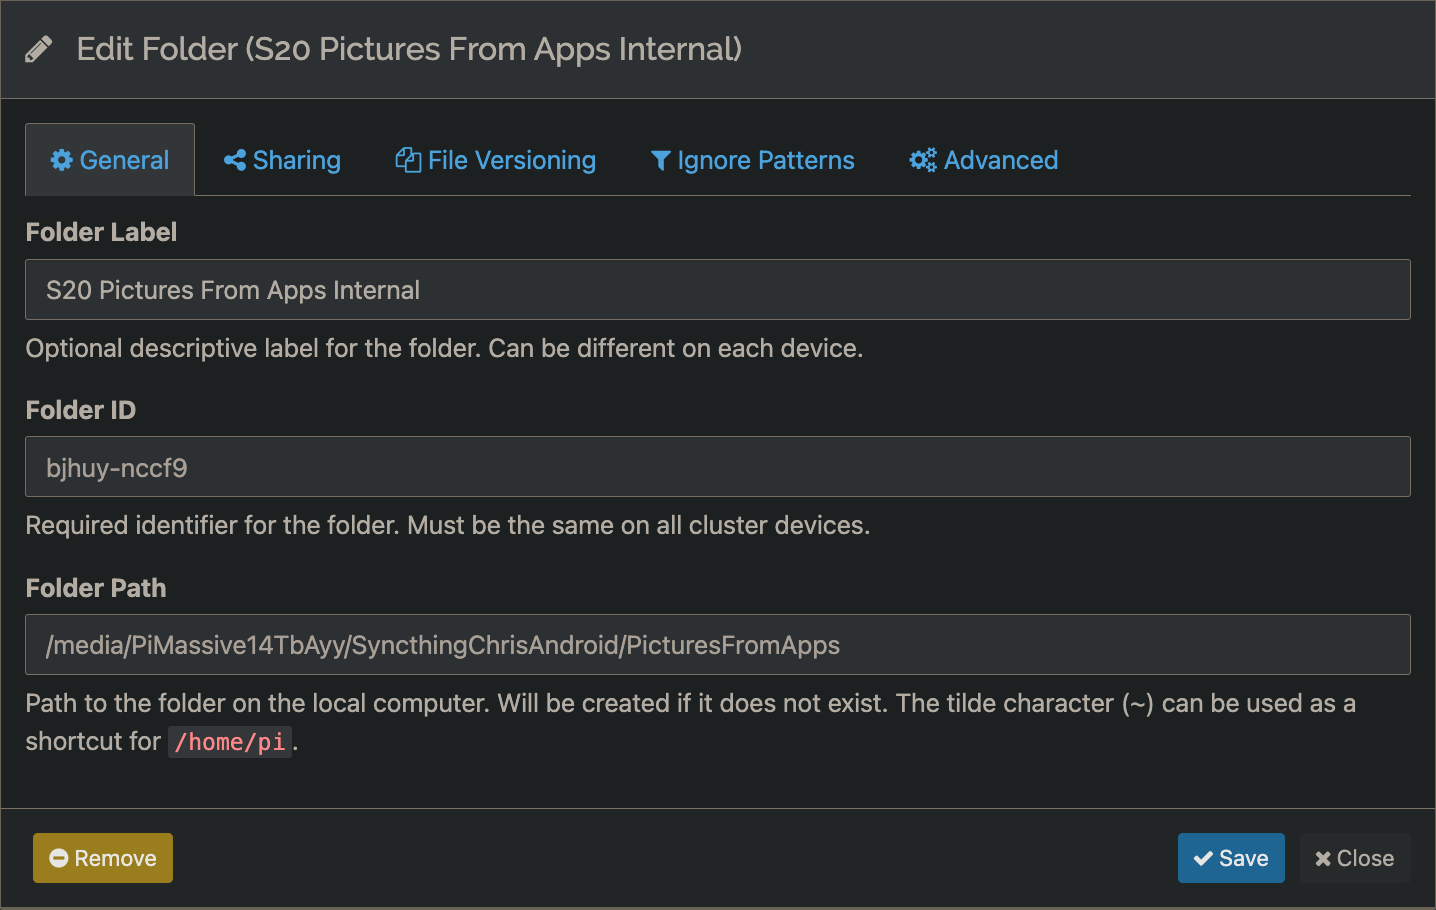 Edit Folder (S20 Pictures From Apps Internal)
General
Sharing
File Versioning
Ignore Patterns
Advanced
Folder Label
S20 Pictures From Apps Internal
Optional descriptive label for the folder. Can be different on each device.
Folder ID
bjhuy-nccf9
Required identifier for the folder. Must be the same on all cluster devices.
Folder Path
/media/PiMassive14TbAyy/SyncthingChrisAndroid/PicturesFromApps
Path to the folder on the local computer. Will be created if it does not exist. The tilde character (~) can be used as a
shortcut for /home/pi.
Remove
Save
Close